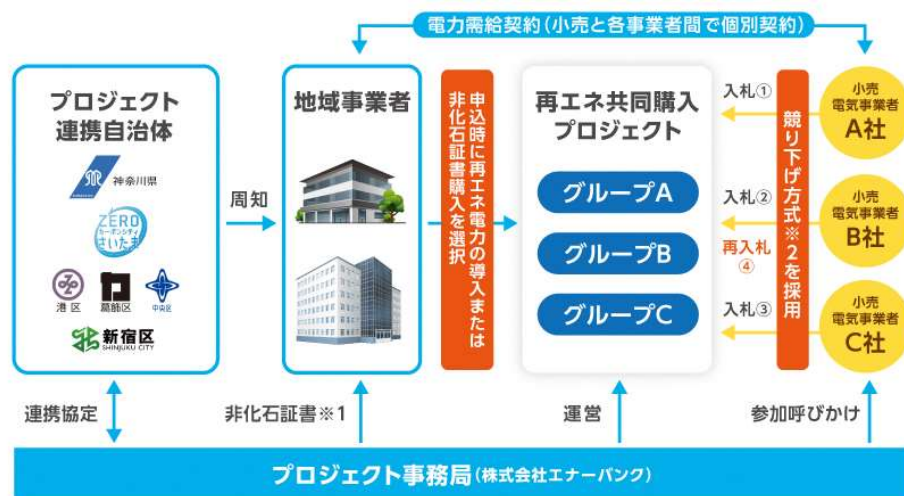 電力需給契約(小売と各事業者間で個別契約)
プロジェクト
連携自治体
神奈川県
ZERO
カーボンシティ
さいたま
港区
葛飾区
中央区
新宿区
SHINJUKU CITY
周知
地域事業者
申込時に再エネ電力の導入または
非化石証書購入を選択
再エネ共同購入
プロジェクト
グループA
グループB
グループC
入札①
入札②
再入札
④
入札③
競り下げ方式※2を採用
小売
電気事業者
A社
小売
電気事業者
B社
小売
電気事業者
C社
連携協定
非化石証書※1
運営
参加呼びかけ
プロジェクト事務局(株式会社エナーバンク)